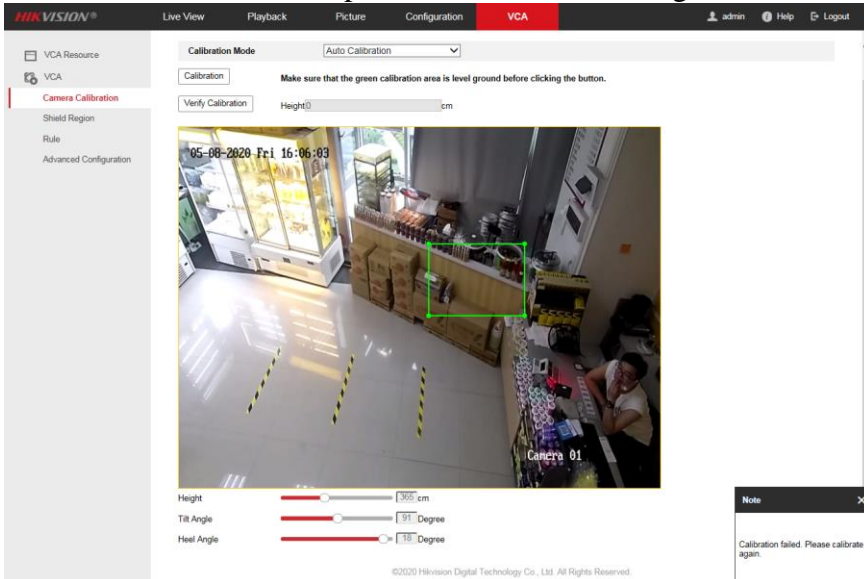 HIKVISION® Live View Playback Picture Configuration VCA admin Help Logout
VCA Resource
VCA
Camera Calibration
Shield Region
Rule
Advanced Configuration
Calibration Mode Auto Calibration
Calibration Make sure that the green calibration area is level ground before clicking the button.
Verify Calibration Height 0 cm
05-08-2020 Fri 16:06:03
Camera 01
Height 365 cm
Tilt Angle 91 Degree
Heel Angle 18 Degree
Note X
Calibration failed. Please calibrate
again.
©2020 Hikvision Digital Technology Co., Ltd. All Rights Reserved.